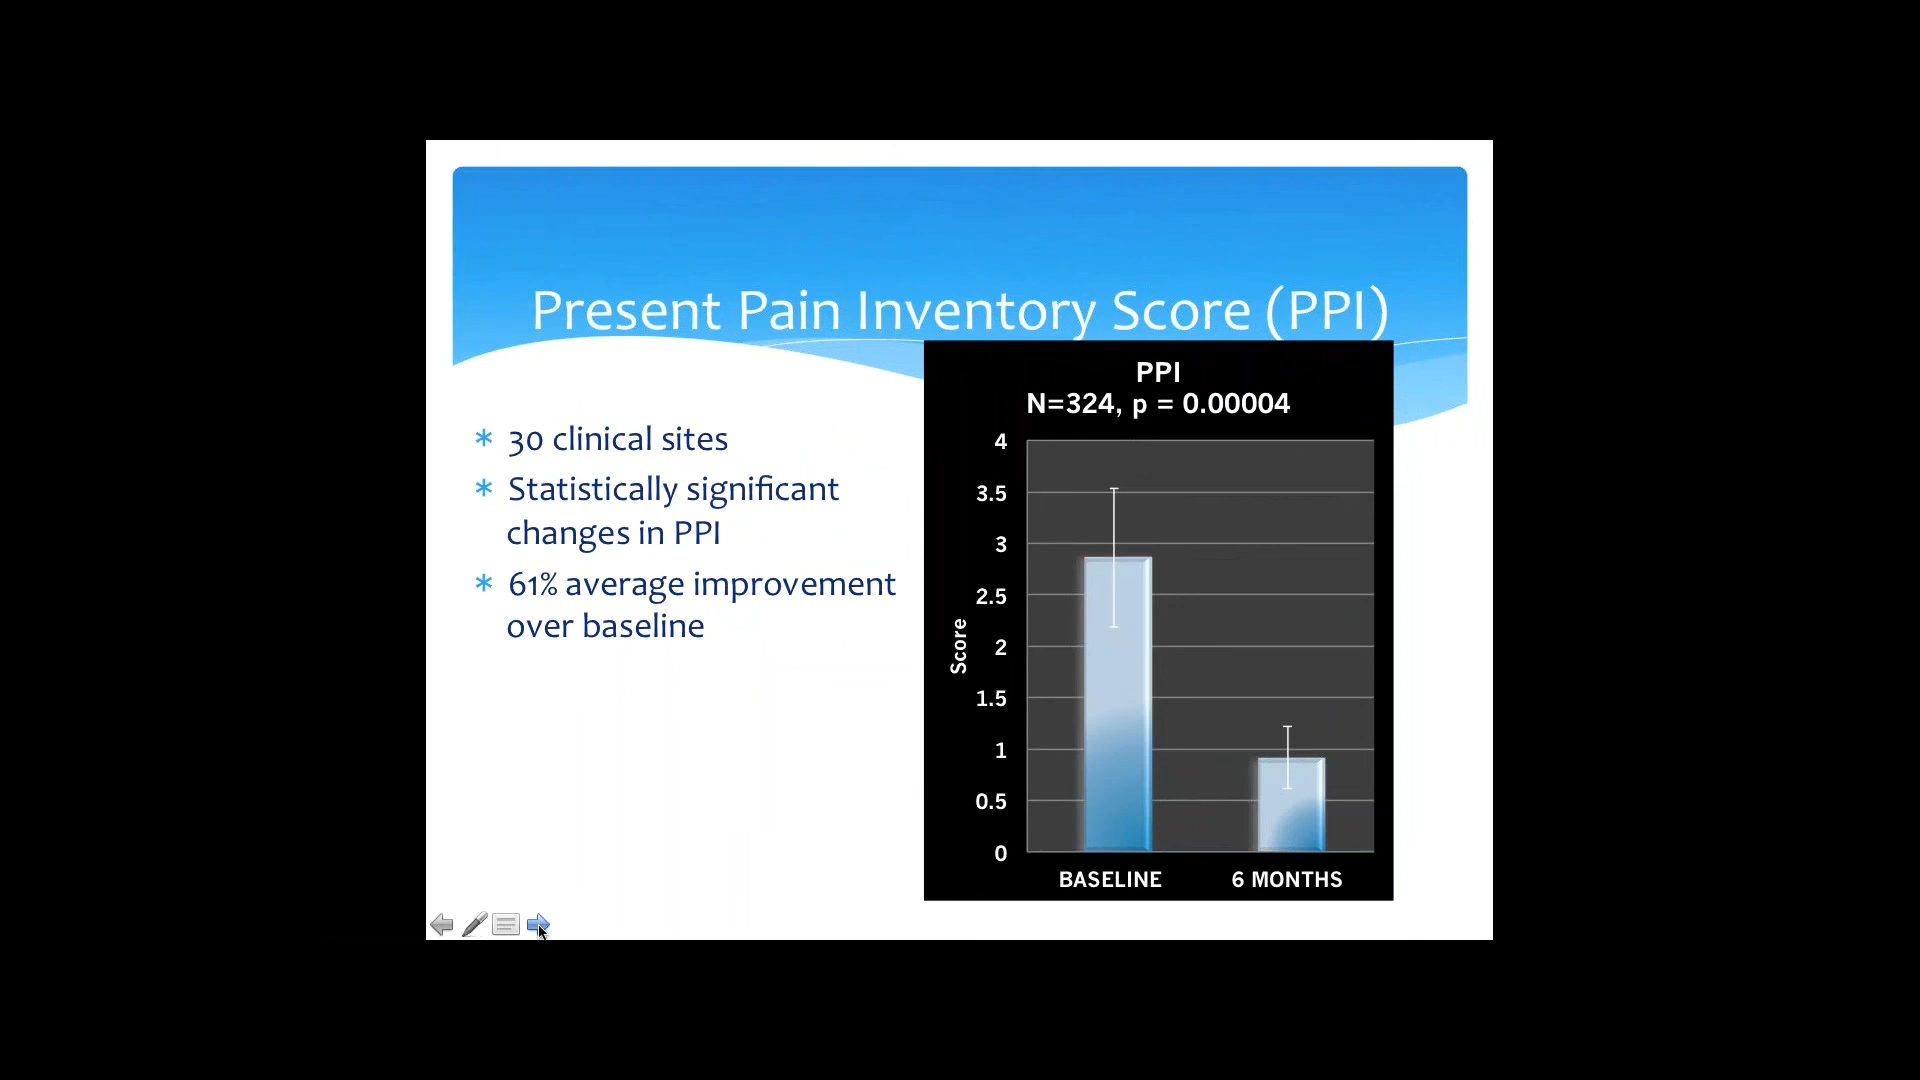 Present Pain Inventory Score (PPI)
* 30 clinical sites
* Statistically significant
changes in PPI
* 61% average improvement
over baseline
PPI
N=324, p = 0.00004
4
3.5
3
2.5
2
1.5
1
0.5
0
Score
BASELINE
6 MONTHS